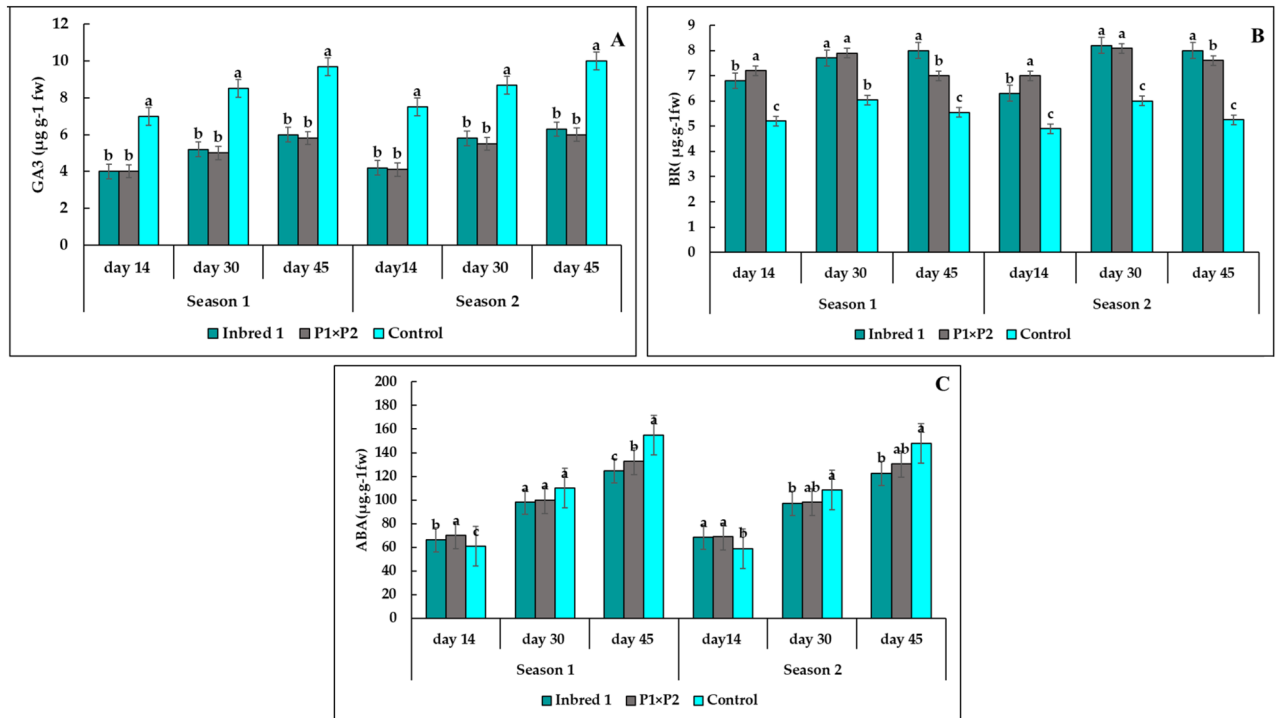 A
GA3 (µg g-1 fw)
12
10
8
6
4
2
0
b b a b b a b b a b b a b b a b b a
day 14 day 30 day 45 day14 day 30 day 45
Season 1 Season 2
Inbred 1 P1×P2 Control
B
BR( µg.g-1fw)
9
8
7
6
5
4
3
2
1
0
b a c a a b a b c b a c a a c a b c
day 14 day 30 day 45 day14 day 30 day 45
Season 1 Season 2
Inbred 1 P1×P2 Control
C
ABA(µg.g-1fw)
200
180
160
140
120
100
80
60
40
20
0
b a c a a a c b a a a b b ab a b ab a
day 14 day 30 day 45 day14 day 30 day 45
Season 1 Season 2
Inbred 1 P1×P2 Control